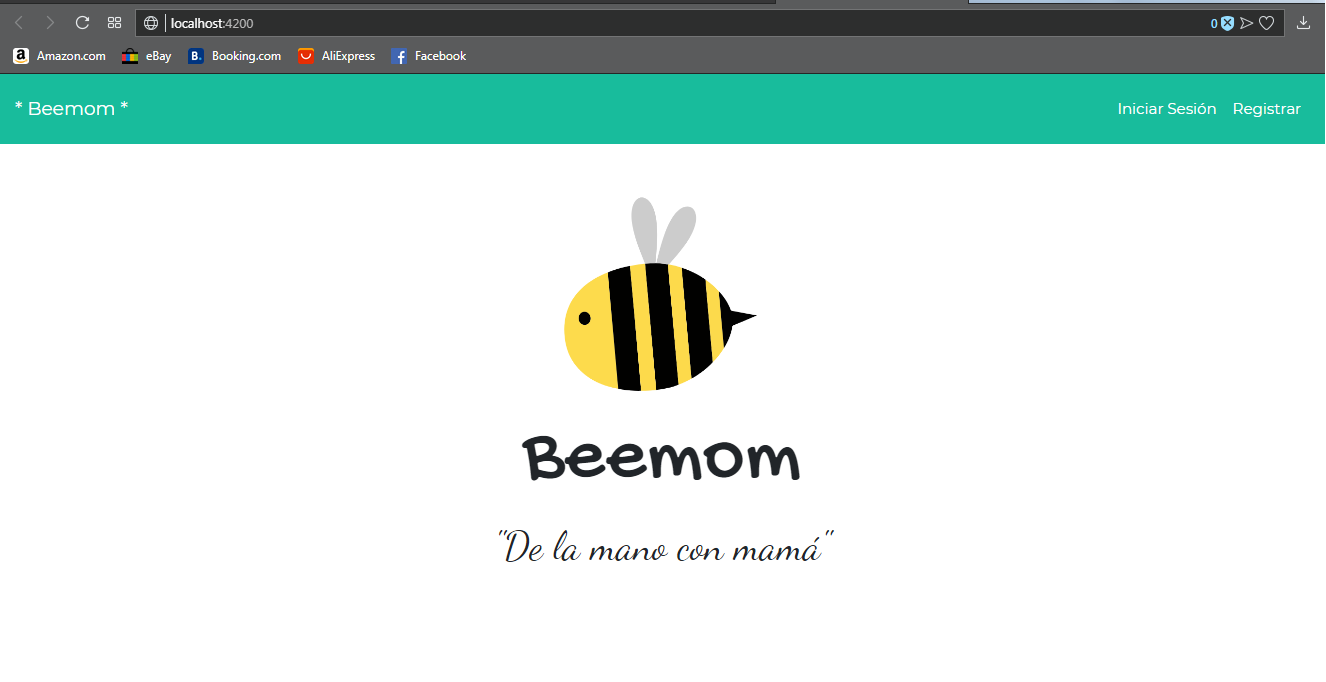 localhost:4200
0
Amazon.com eBay B. Booking.com AliExpress Facebook
* Beemom *
Iniciar Sesión Registrar
Beemom
"De la mano con mamá"